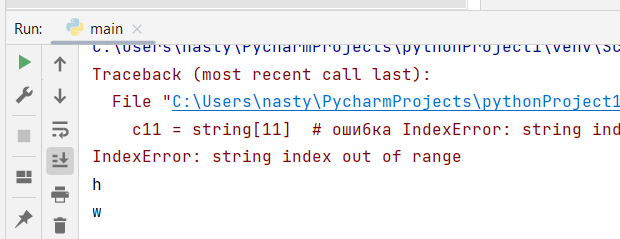 Run: main
C:\Users\nasty\PycharmProjects\pythonProject1\venv\Sc
Traceback (most recent call last):
File "C:\Users\nasty\PycharmProjects\pythonProject1
c11 = string[11]  # ошибка IndexError: string ind
IndexError: string index out of range
h
w